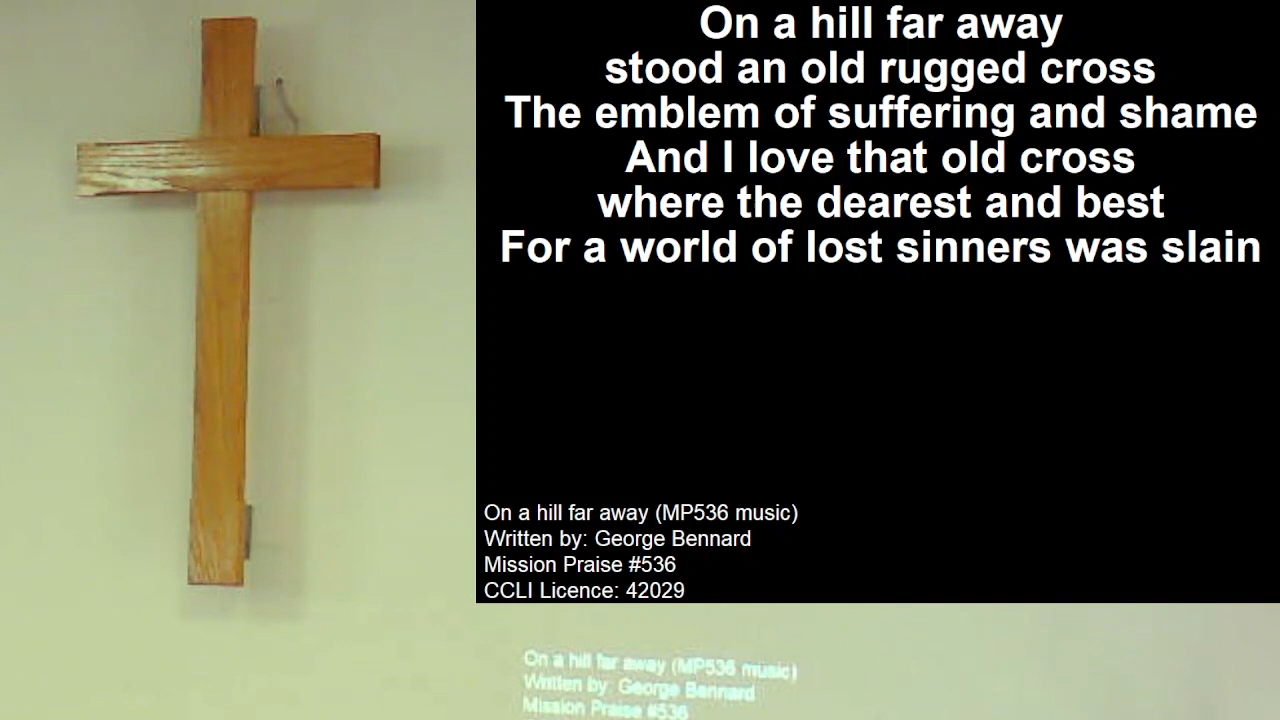 On a hill far away
stood an old rugged cross
The emblem of suffering and shame
And I love that old cross
where the dearest and best
For a world of lost sinners was slain
On a hill far away (MP536 music)
Written by: George Bennard
Mission Praise #536
CCLI Licence: 42029
On a hill far away (MP536 music)
Written by: George Bennard
Mission Praise #536